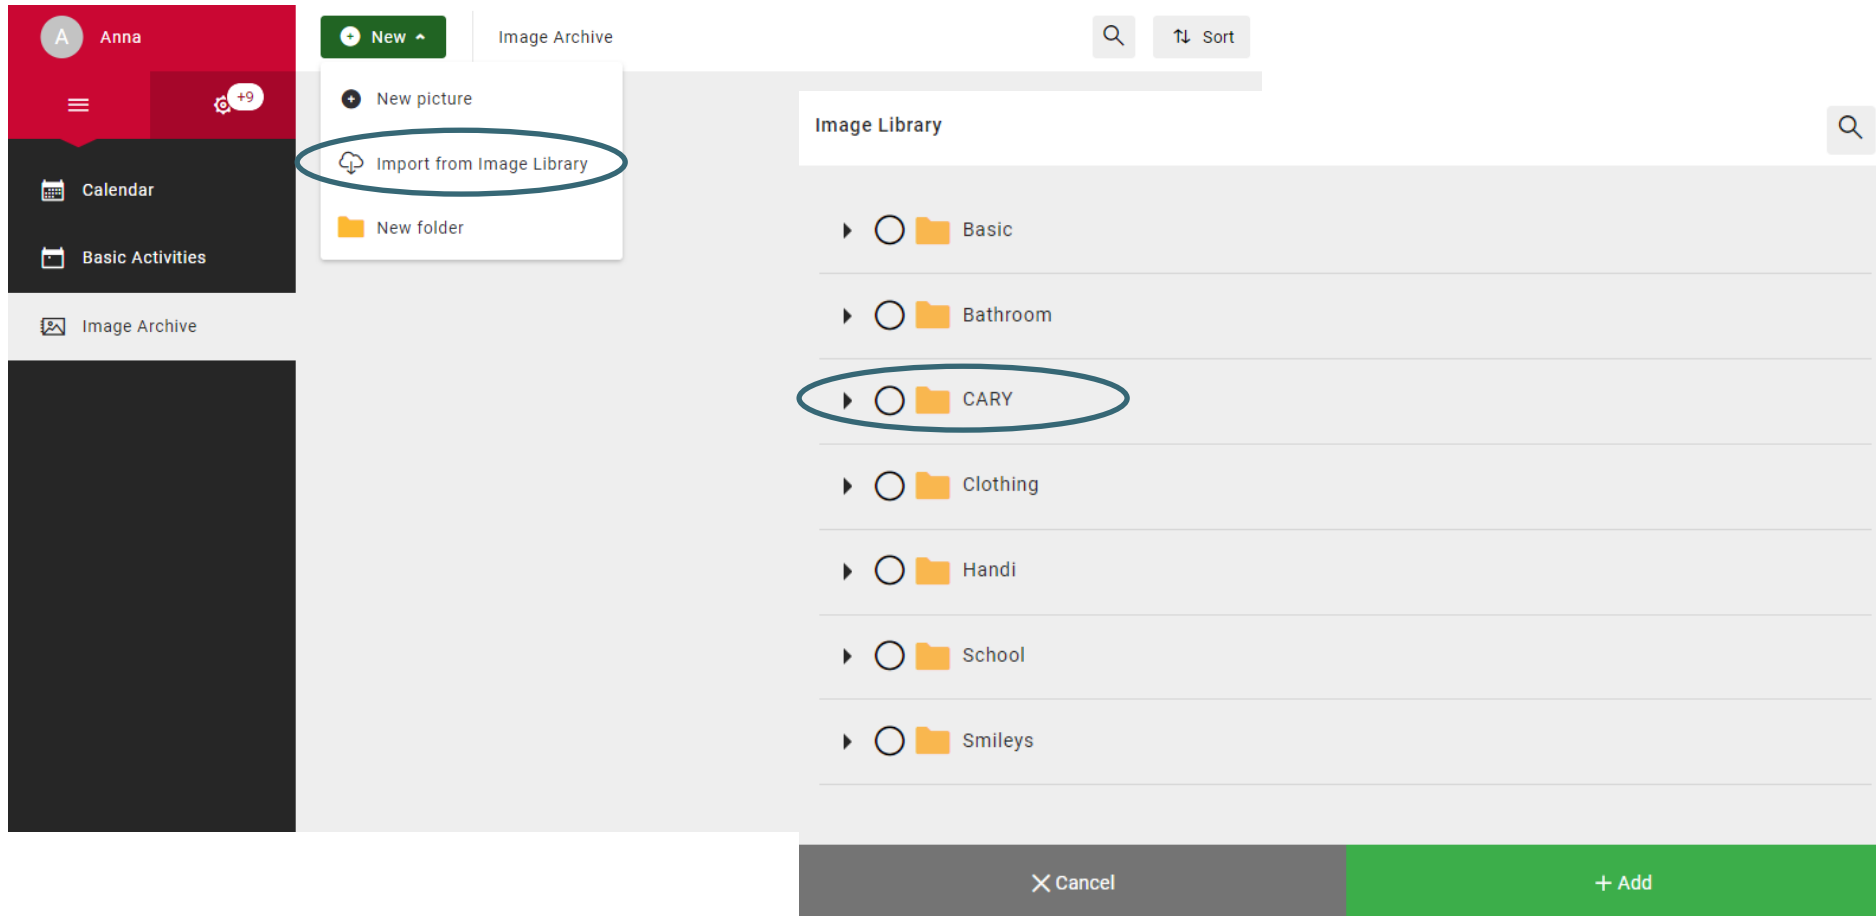 A Anna
New
Image Archive
Sort
+9
New picture
Import from Image Library
New folder
Calendar
Basic Activities
Image Archive
Image Library
Basic
Bathroom
CARY
Clothing
Handi
School
Smileys
Cancel
+ Add